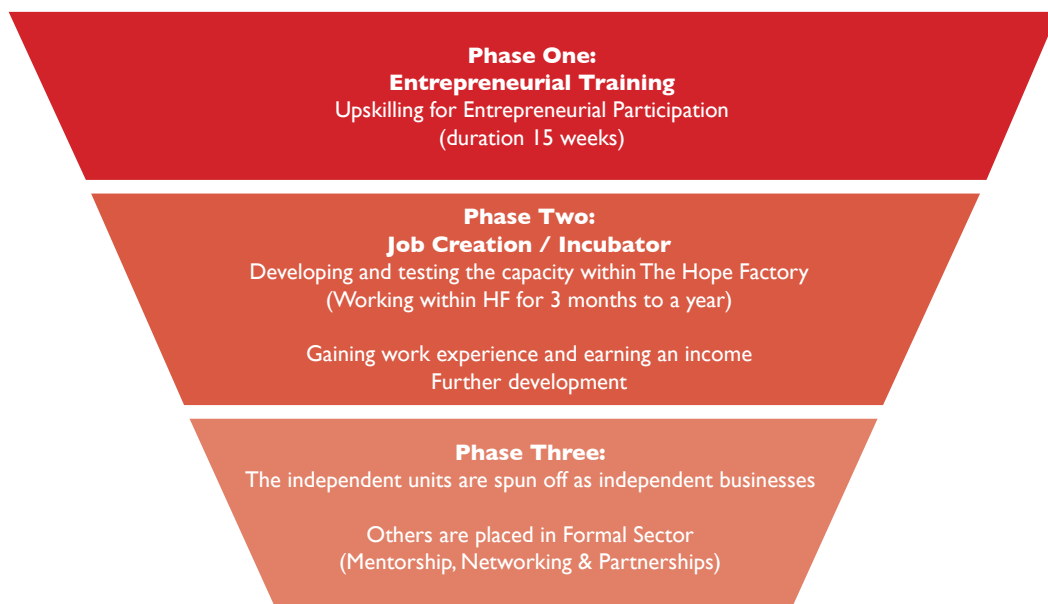 Phase One:
Entrepreneurial Training
Upskilling for Entrepreneurial Participation
(duration 15 weeks)
Phase Two:
Job Creation / Incubator
Developing and testing the capacity within The Hope Factory
(Working within HF for 3 months to a year)
Gaining work experience and earning an income
Further development
Phase Three:
The independent units are spun off as independent businesses
Others are placed in Formal Sector
(Mentorship, Networking & Partnerships)